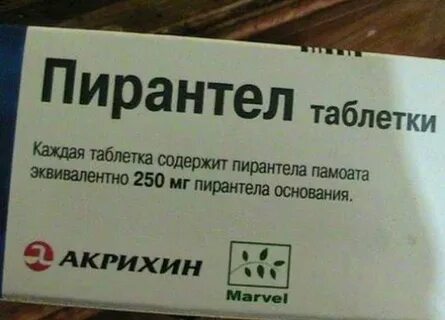 Пирантел таблетки
Каждая таблетка содержит пирантела памоата
эквивалентно 250 мг пирантела основания.
АКРИХИН
Marvel